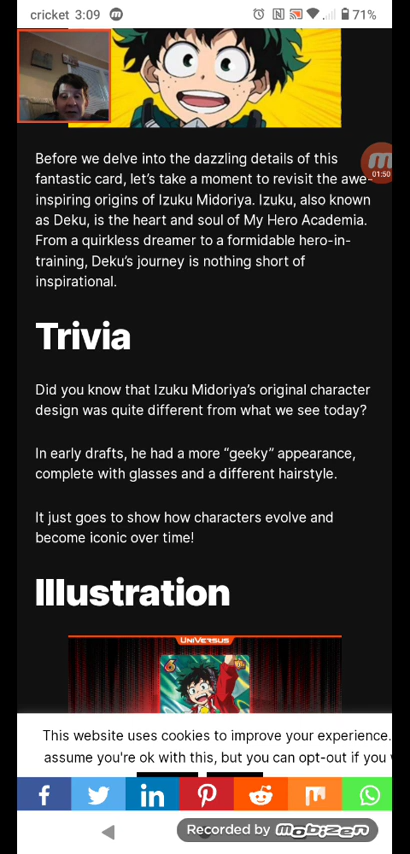 cricket 3:09 71%
01:50
Before we delve into the dazzling details of this
fantastic card, let's take a moment to revisit the awe-
inspiring origins of Izuku Midoriya. Izuku, also known
as Deku, is the heart and soul of My Hero Academia.
From a quirkless dreamer to a formidable hero-in-
training, Deku's journey is nothing short of
inspirational.
Trivia
Did you know that Izuku Midoriya's original character
design was quite different from what we see today?
In early drafts, he had a more “geeky” appearance,
complete with glasses and a different hairstyle.
It just goes to show how characters evolve and
become iconic over time!
Illustration
UNIVERSUS
6
This website uses cookies to improve your experience.
assume you're ok with this, but you can opt-out if you
Recorded by MOBIZEN